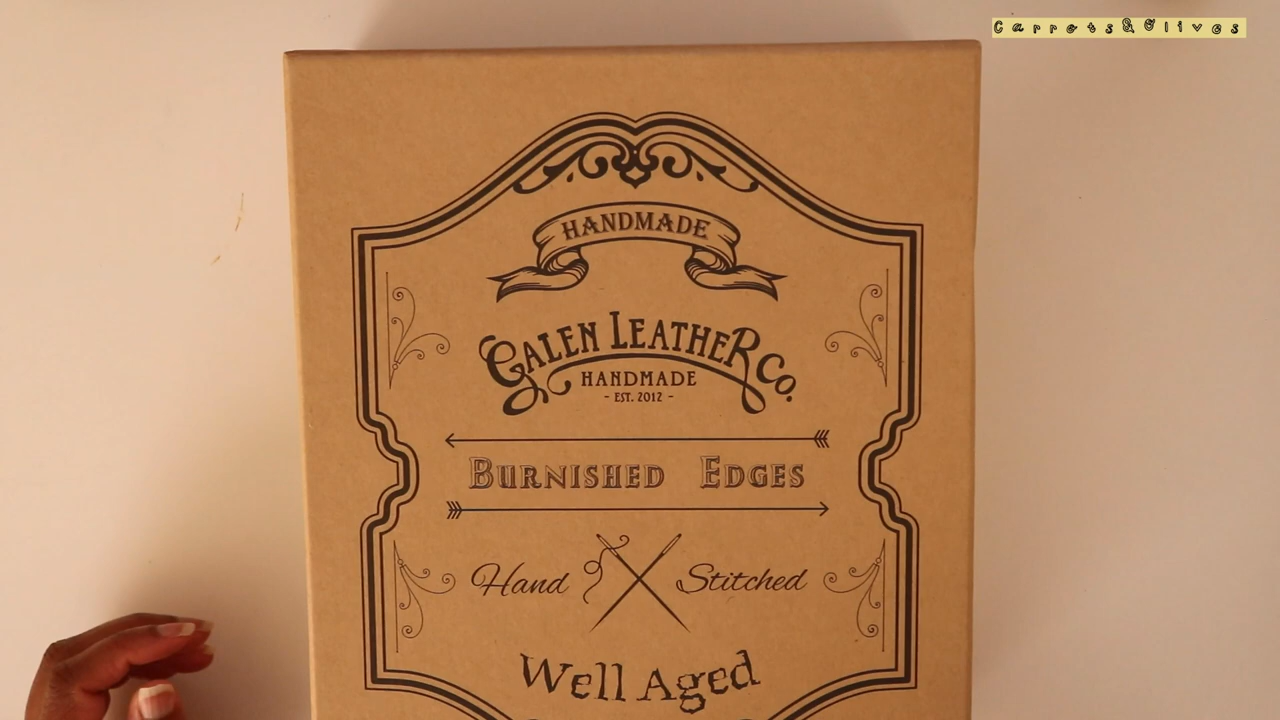 Carrots&Olives
HANDMADE
GALEN LEATHER Co.
HANDMADE
- EST. 2012 -
BURNISHED EDGES
Hand Stitched
Well Aged